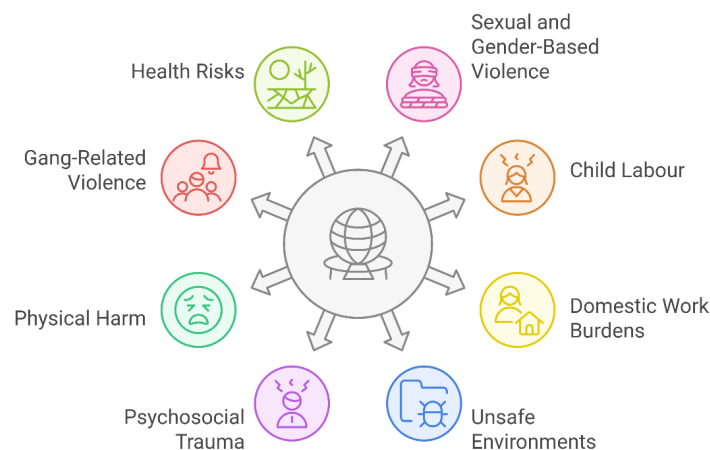 Sexual and
Gender-Based
Violence
Health Risks
Gang-Related
Violence
Child Labour
Physical Harm
Domestic Work
Burdens
Psychosocial
Trauma
Unsafe
Environments